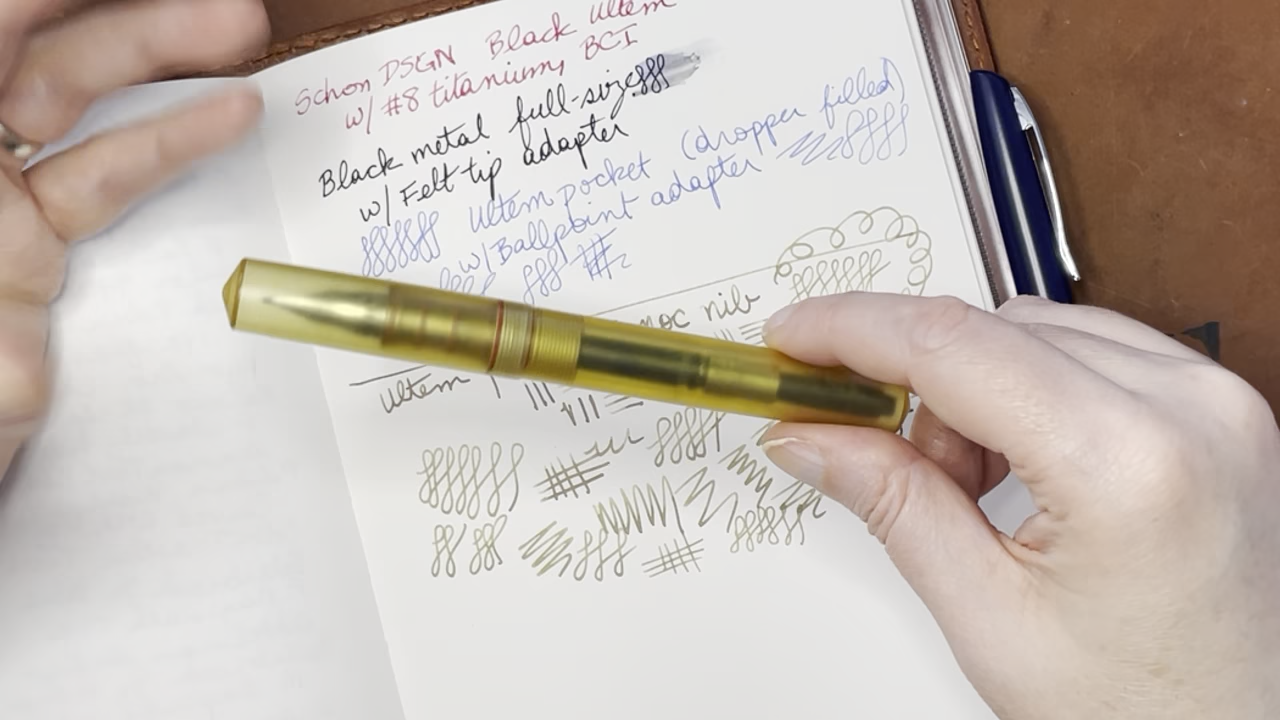 Schon DSGN Black Ultem
w/ #8 titanium, BCI
Black metal full-size
w/ Felt tip adapter
Ultem pocket (dropper filled)
w/ Ballpoint adapter
nib
ultem